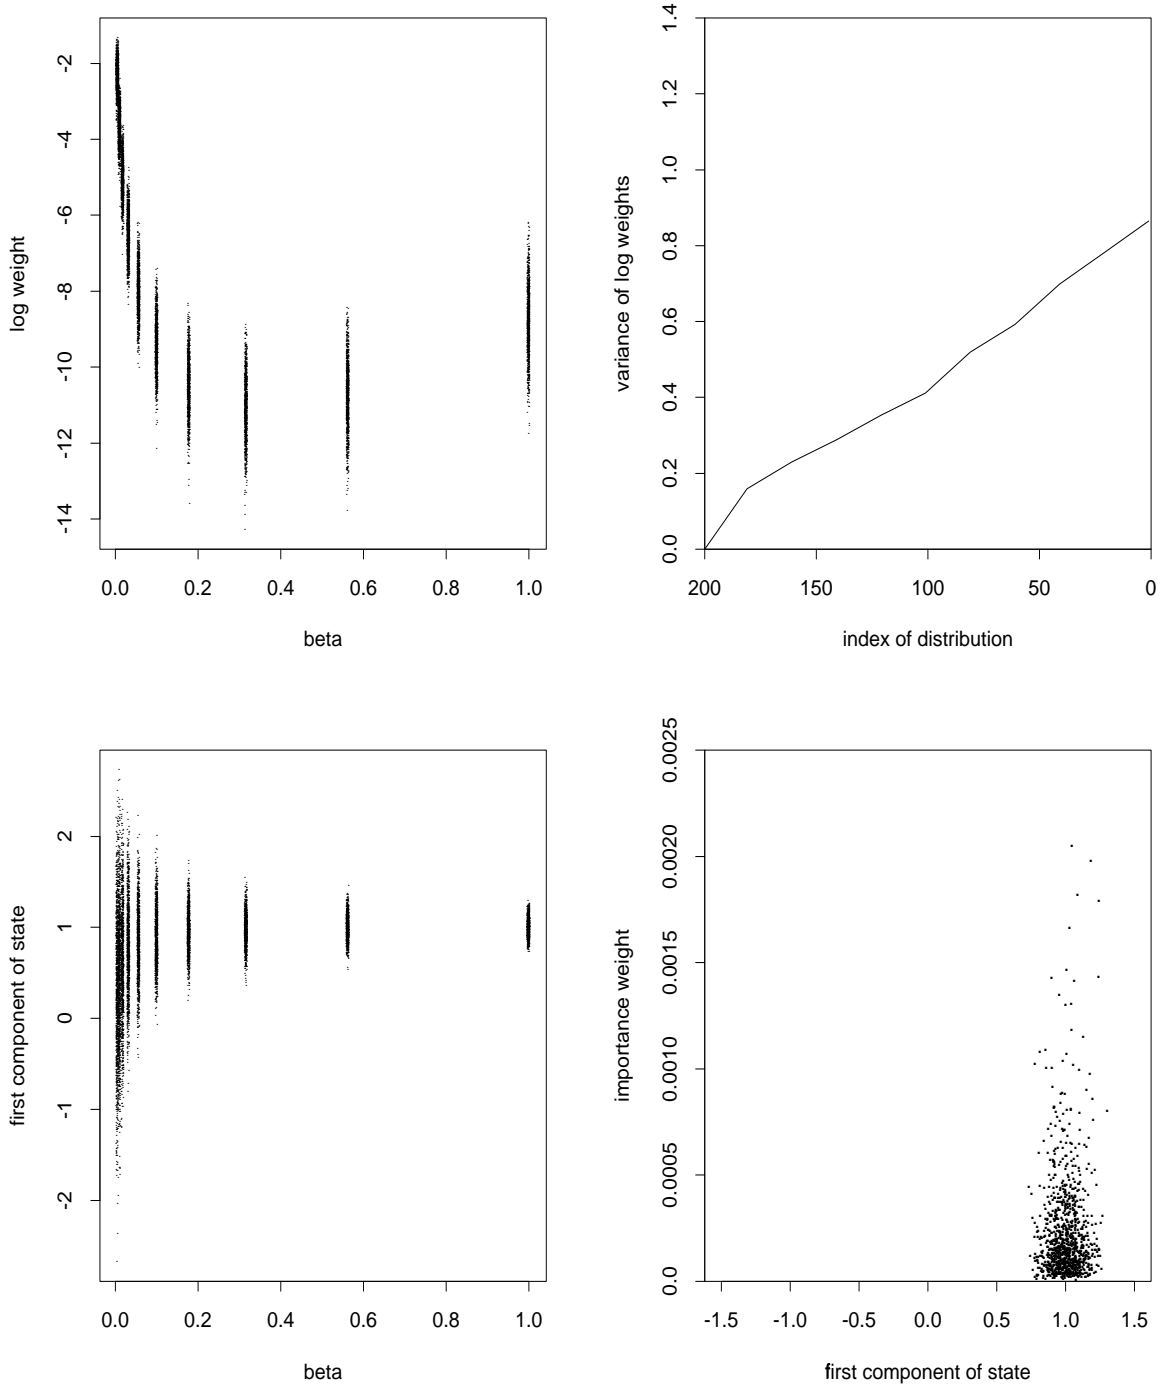 log weight
-2
-4
-6
-8
-10
-12
-14
0.0 0.2 0.4 0.6 0.8 1.0
beta
variance of log weights
1.4
1.2
1.0
0.8
0.6
0.4
0.2
0.0
200 150 100 50 0
index of distribution
first component of state
2
1
0
-1
-2
0.0 0.2 0.4 0.6 0.8 1.0
beta
importance weight
0.0025
0.0020
0.0015
0.0010
0.0005
0.0
-1.5 -1.0 -0.5 0.0 0.5 1.0 1.5
first component of state